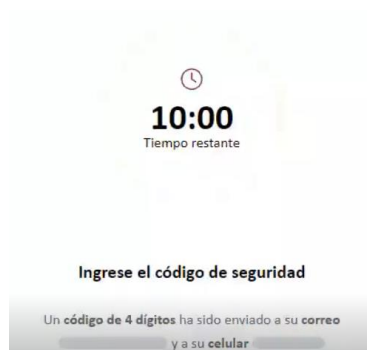 10:00
Tiempo restante
Ingrese el código de seguridad
Un código de 4 dígitos ha sido enviado a su correo
y a su celular